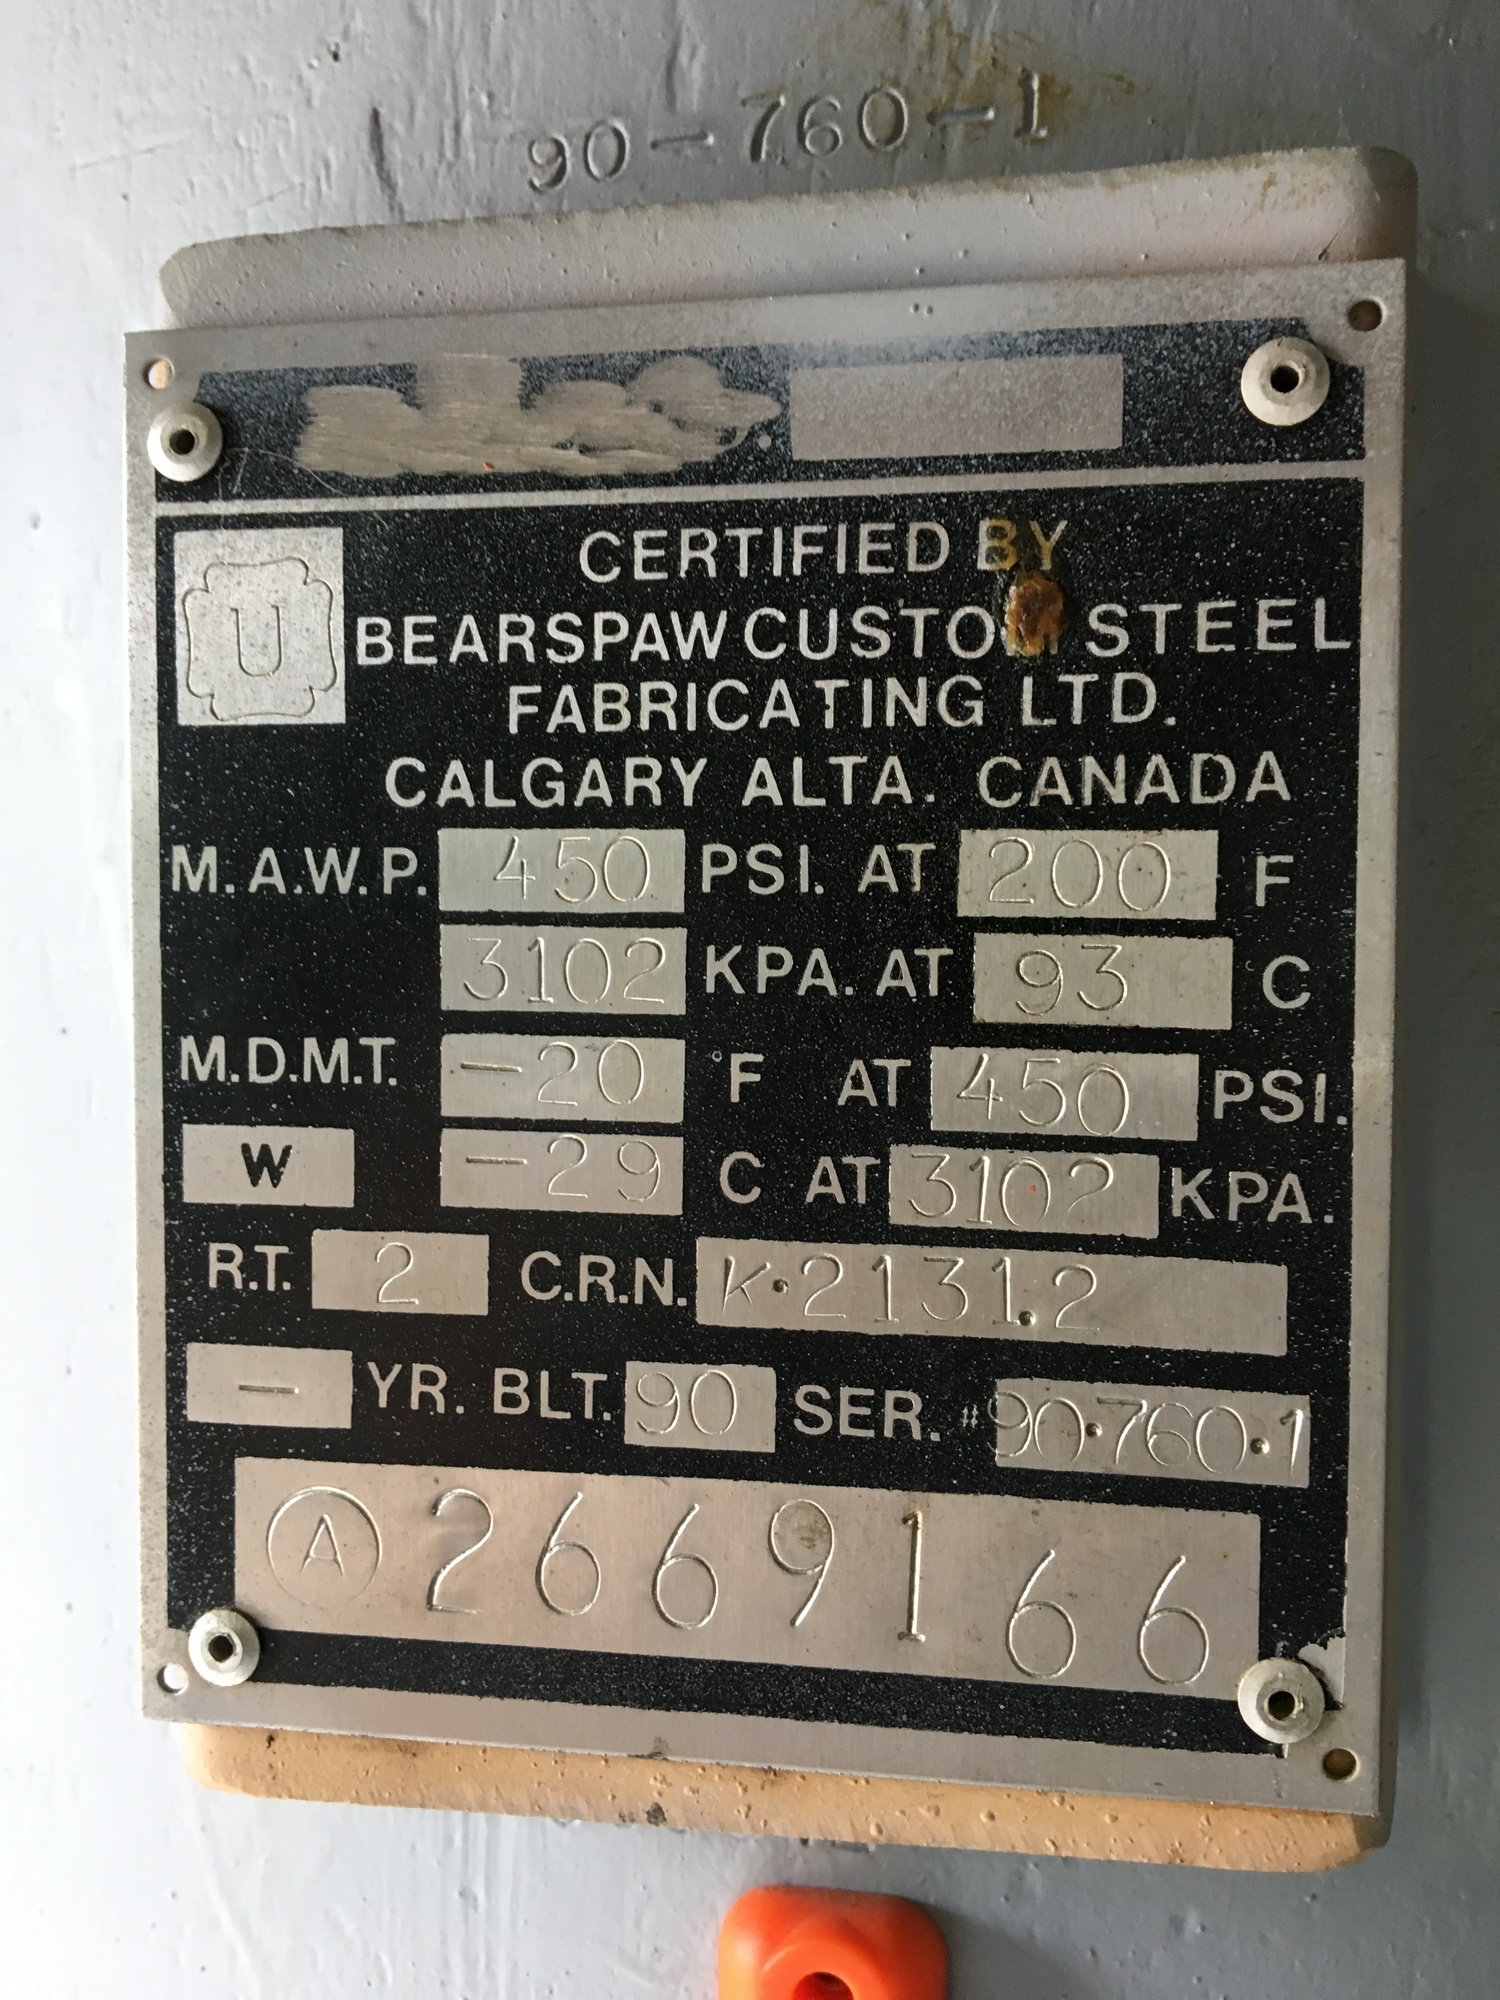 90-760-1
U
CERTIFIED BY
BEARSPAW CUSTOM STEEL
FABRICATING LTD.
CALGARY ALTA. CANADA
M.A.W.P. 450 PSI. AT 200 F
3102 KPA. AT 93 C
M.D.M.T. -20 °F AT 450 PSI.
W -29 C AT 3102 KPA.
R.T. 2 C.R.N. K·2131.2
- YR. BLT. 90 SER. #90·760·1
A 2669166